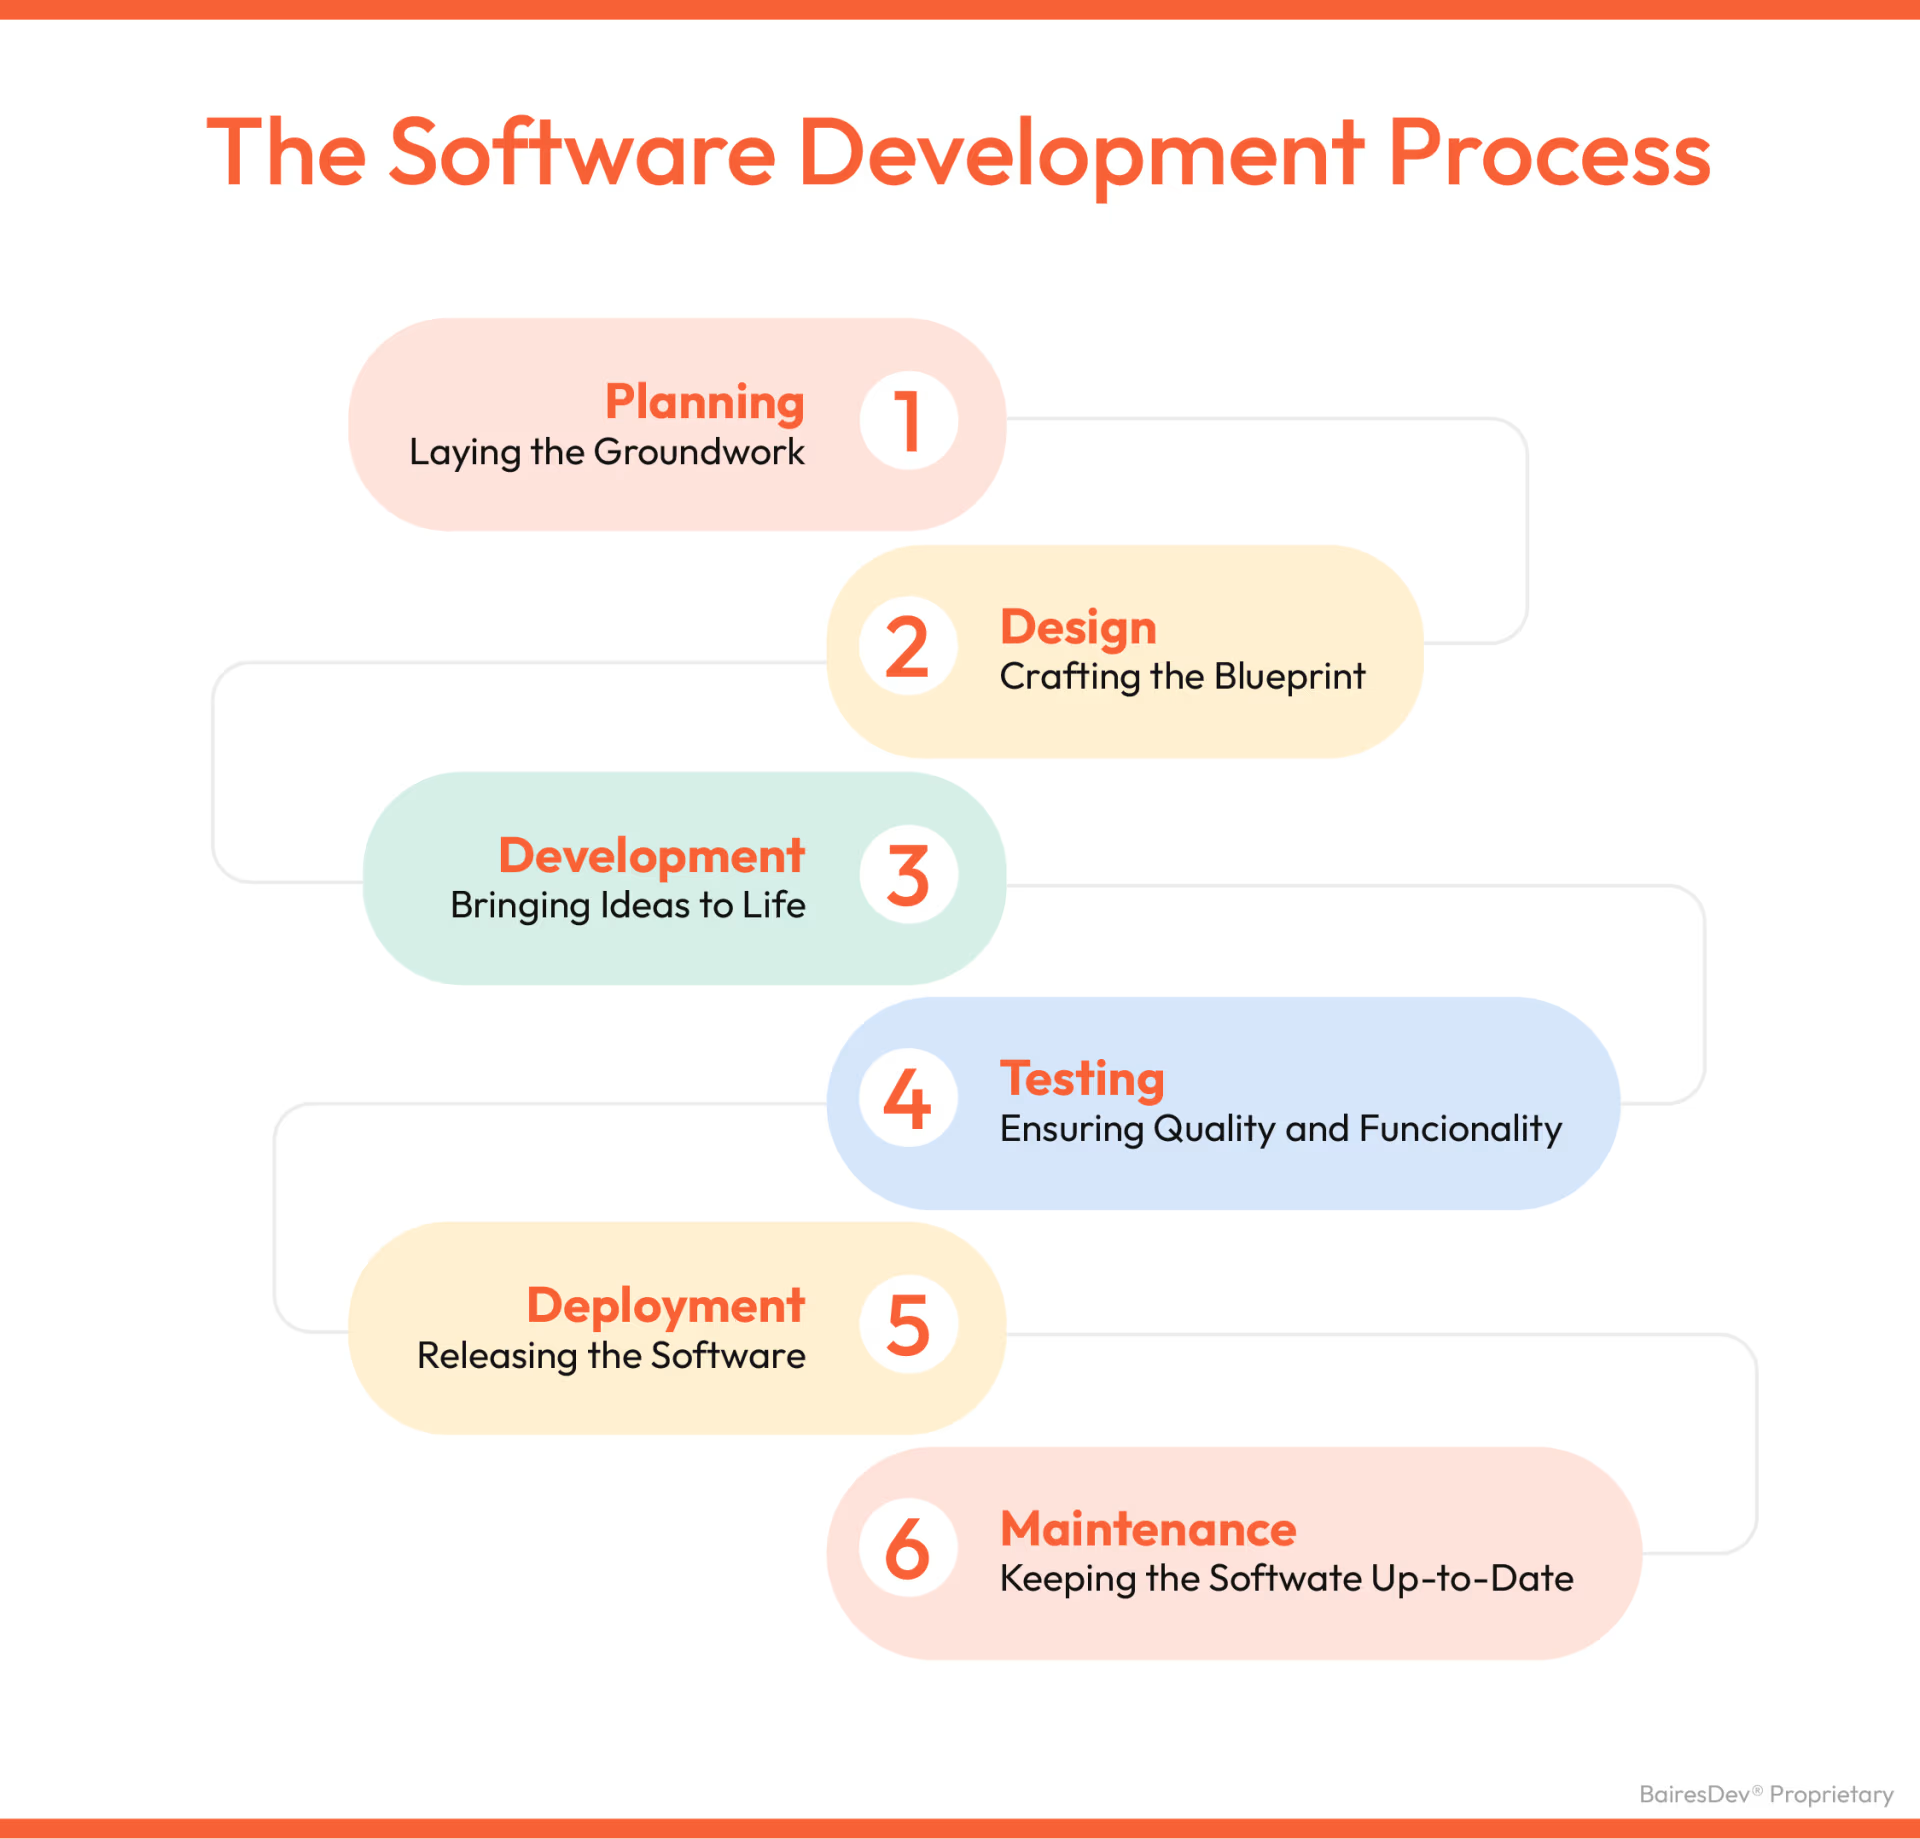 The Software Development Process
Planning
Laying the Groundwork
1
2
Design
Crafting the Blueprint
Development
Bringing Ideas to Life
3
4
Testing
Ensuring Quality and Funcionality
Deployment
Releasing the Software
5
6
Maintenance
Keeping the Softwate Up-to-Date
BairesDev® Proprietary